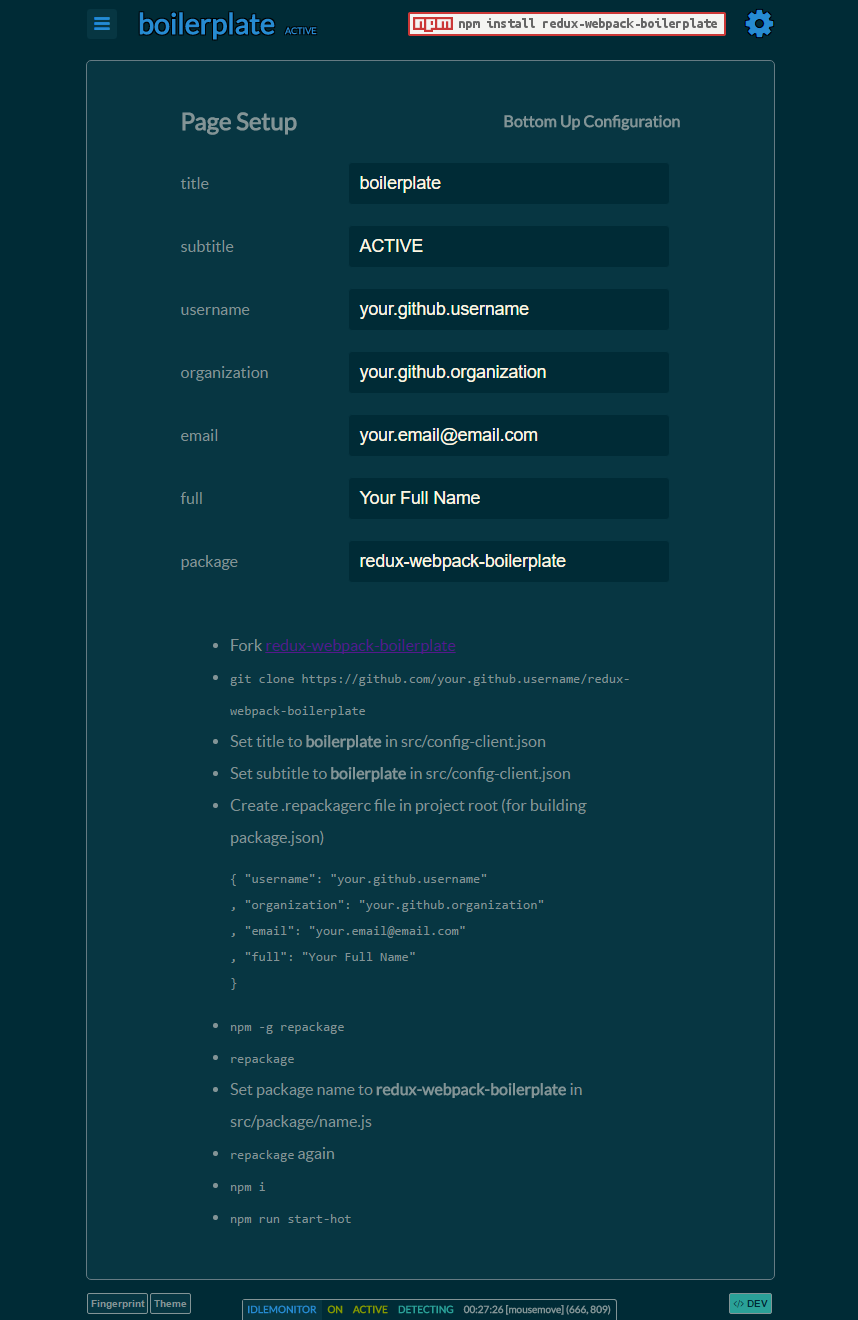 boilerplate ACTIVE
npm npm install redux-webpack-boilerplate
Page Setup
Bottom Up Configuration
title
boilerplate
subtitle
ACTIVE
username
your.github.username
organization
your.github.organization
email
your.email@email.com
full
Your Full Name
package
redux-webpack-boilerplate
• Fork redux-webpack-boilerplate
• git clone https://github.com/your.github.username/redux-
webpack-boilerplate
• Set title to boilerplate in src/config-client.json
• Set subtitle to boilerplate in src/config-client.json
• Create .repackagerc file in project root (for building
package.json)
{ "username": "your.github.username"
, "organization": "your.github.organization"
, "email": "your.email@email.com"
, "full": "Your Full Name"
}
• npm -g repackage
• repackage
• Set package name to redux-webpack-boilerplate in
src/package/name.js
• repackage again
• npm i
• npm run start-hot
Fingerprint Theme
IDLEMONITOR ON ACTIVE DETECTING 00:27:26 [mousemove] (666, 809)
</> DEV